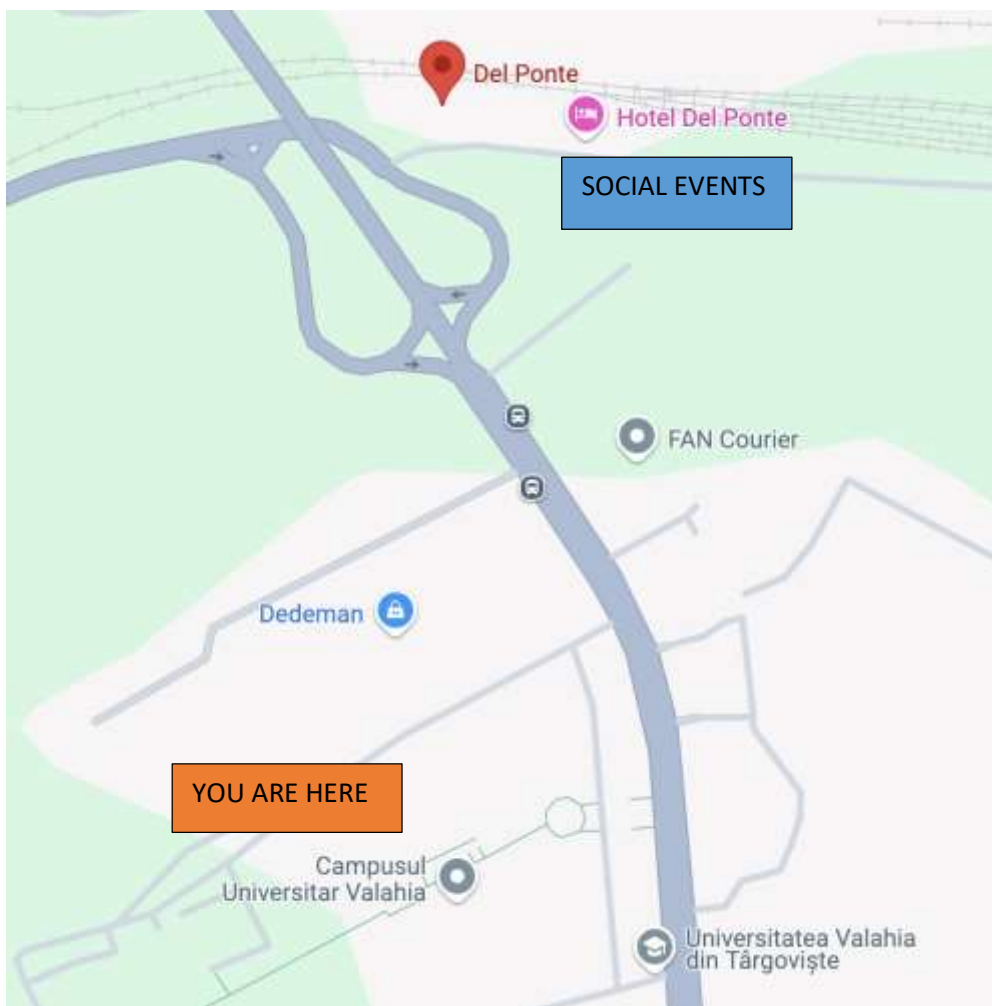 Del Ponte
Hotel Del Ponte
SOCIAL EVENTS
FAN Courier
Dedeman
YOU ARE HERE
Campusul
Universitar Valahia
Universitatea Valahia
din Târgoviște